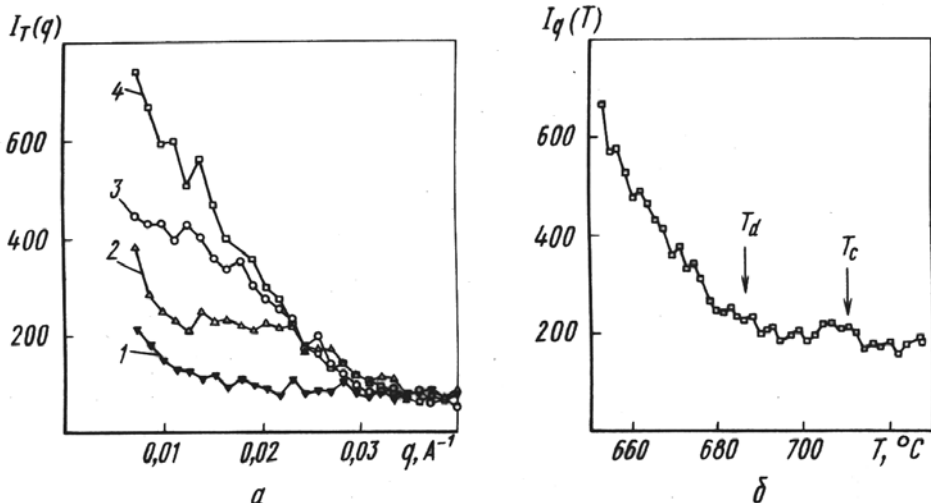 I_T(q)
600
400
200
4
3
2
1
0,01
0,02
0,03
q, A⁻¹
а
I_q(T)
600
400
200
T_d
T_c
660
680
700
T, °C
б